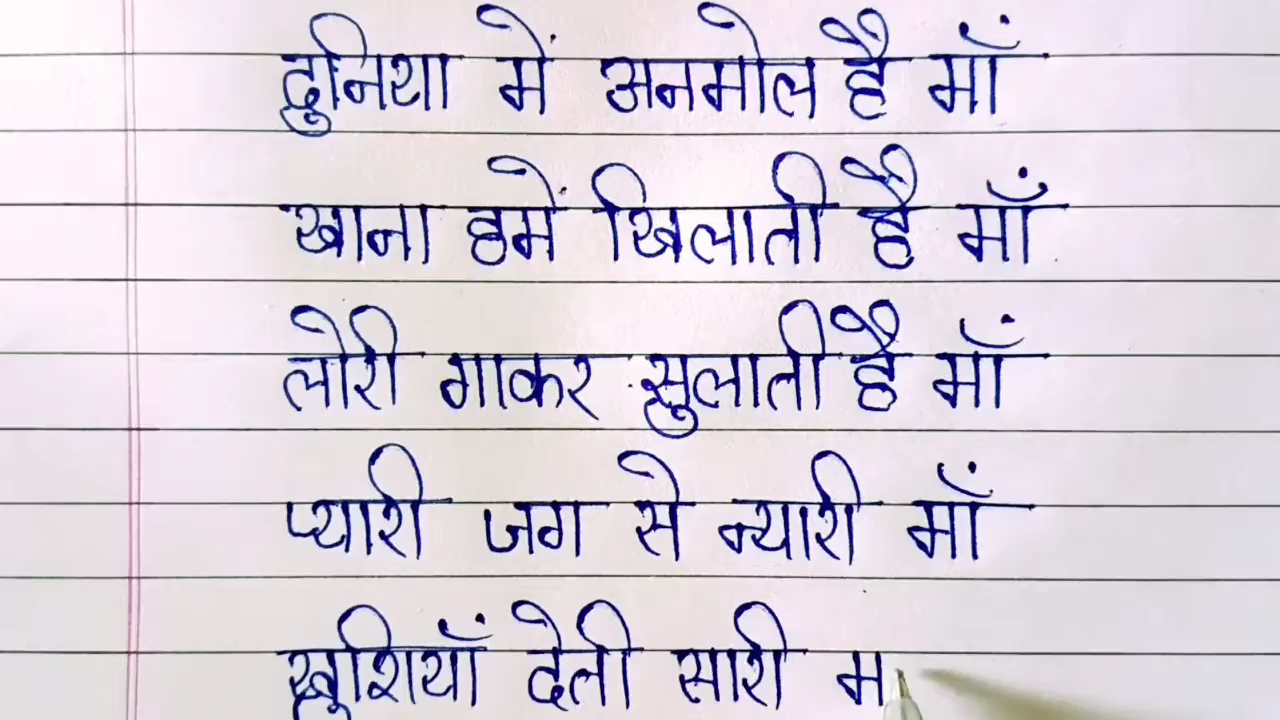 दुनिया में अनमोल है माँ
खाना हमें खिलाती है माँ
लोरी गाकर सुलाती है माँ
प्यारी जग से न्यारी माँ
खुशियाँ देती सारी म